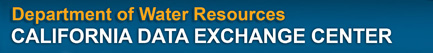 Department of Water Resources
CALIFORNIA DATA EXCHANGE CENTER